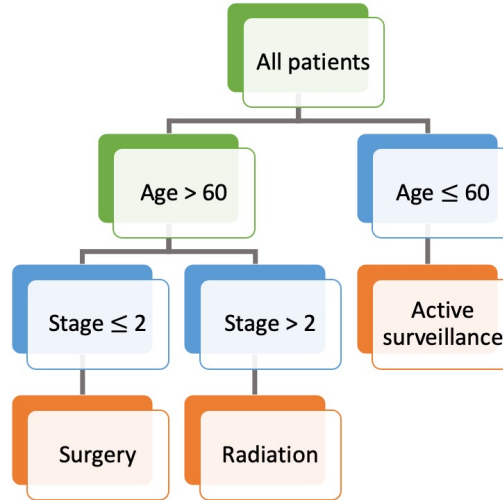 All patients
Age > 60
Age ≤ 60
Stage ≤ 2
Stage > 2
Active
surveillance
Surgery
Radiation